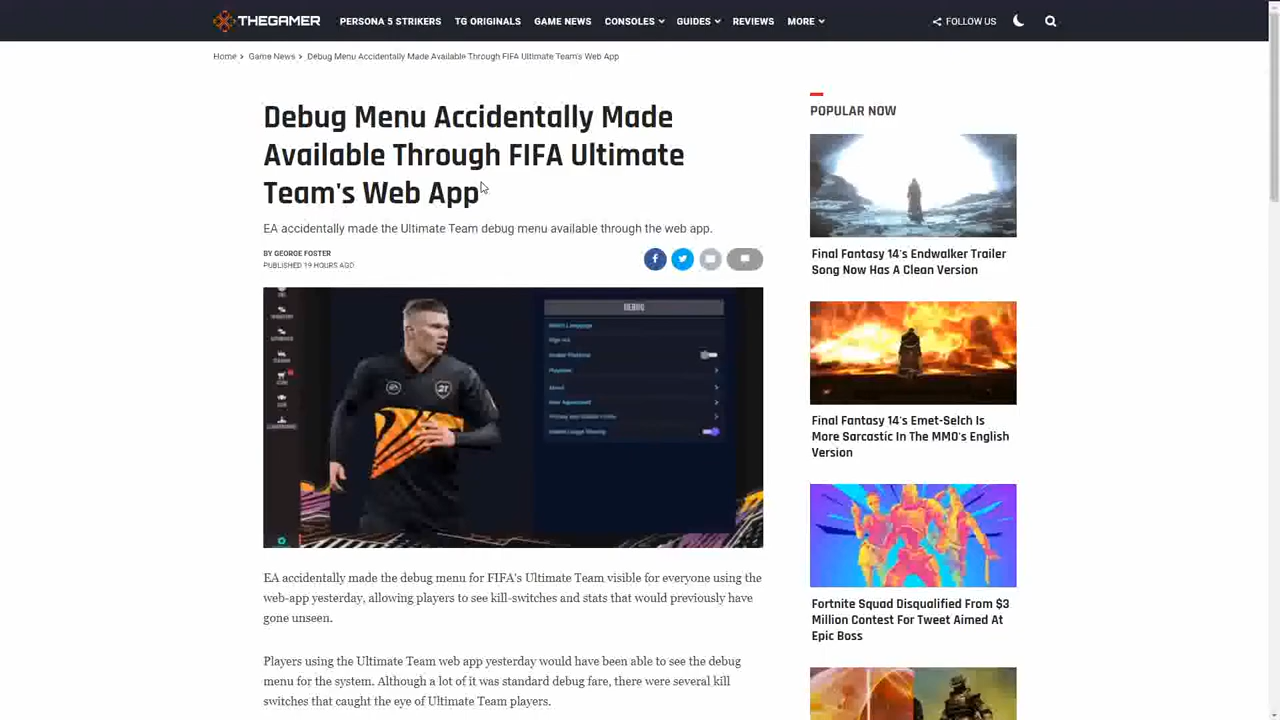 THEGAMER
PERSONA 5 STRIKERS
TG ORIGINALS
GAME NEWS
CONSOLES
GUIDES
REVIEWS
MORE
FOLLOW US
Home > Game News > Debug Menu Accidentally Made Available Through FIFA Ultimate Team's Web App
Debug Menu Accidentally Made
Available Through FIFA Ultimate
Team's Web App
EA accidentally made the Ultimate Team debug menu available through the web app.
BY GEORGE FOSTER
PUBLISHED 19 HOURS AGO
DEBUG
Sign Out
User Agreement
21
EA accidentally made the debug menu for FIFA's Ultimate Team visible for everyone using the
web-app yesterday, allowing players to see kill-switches and stats that would previously have
gone unseen.
Players using the Ultimate Team web app yesterday would have been able to see the debug
menu for the system. Although a lot of it was standard debug fare, there were several kill
switches that caught the eye of Ultimate Team players.
POPULAR NOW
Final Fantasy 14's Endwalker Trailer
Song Now Has A Clean Version
Final Fantasy 14's Emet-Selch Is
More Sarcastic In The MMO's English
Version
Fortnite Squad Disqualified From $3
Million Contest For Tweet Aimed At
Epic Boss